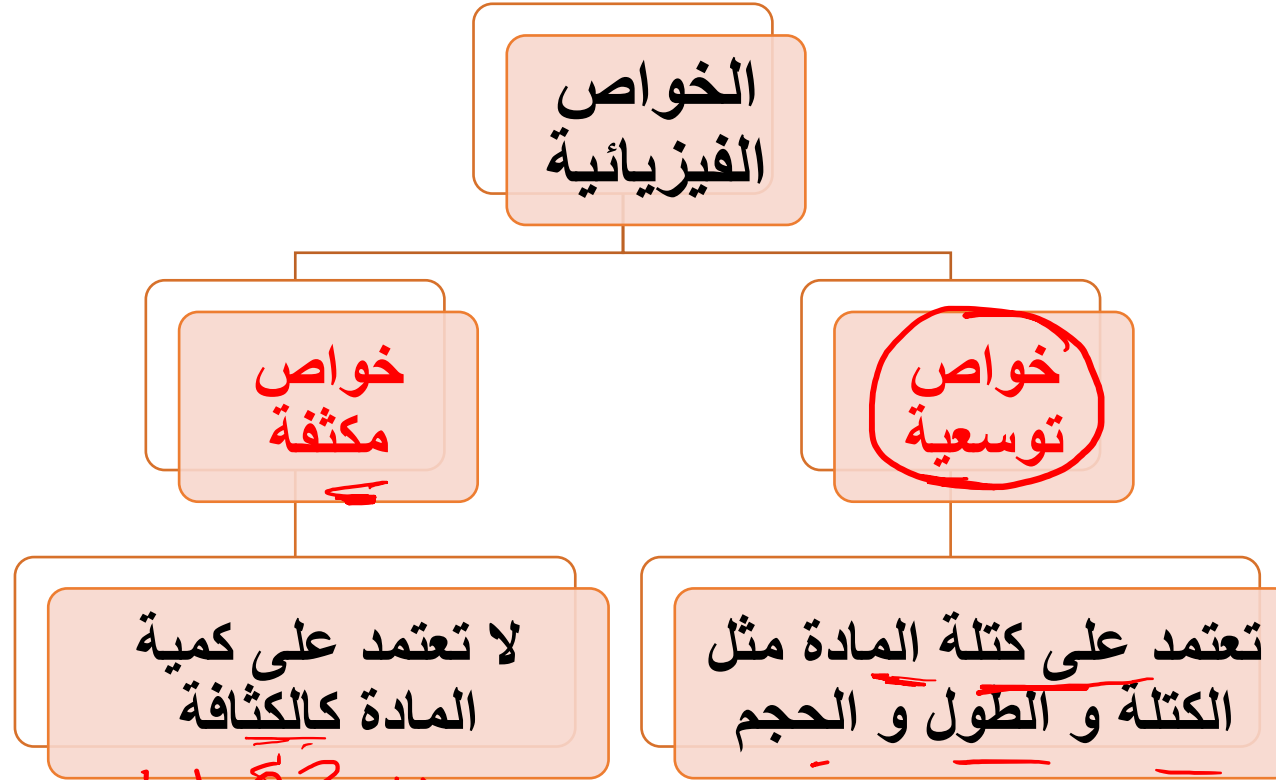 الخواص
الفيزيائية
خواص
توسعية
خواص
مكثفة
تعتمد على كتلة المادة مثل
الكتلة و الطول و الحجم
لا تعتمد على كمية
المادة كالكثافة